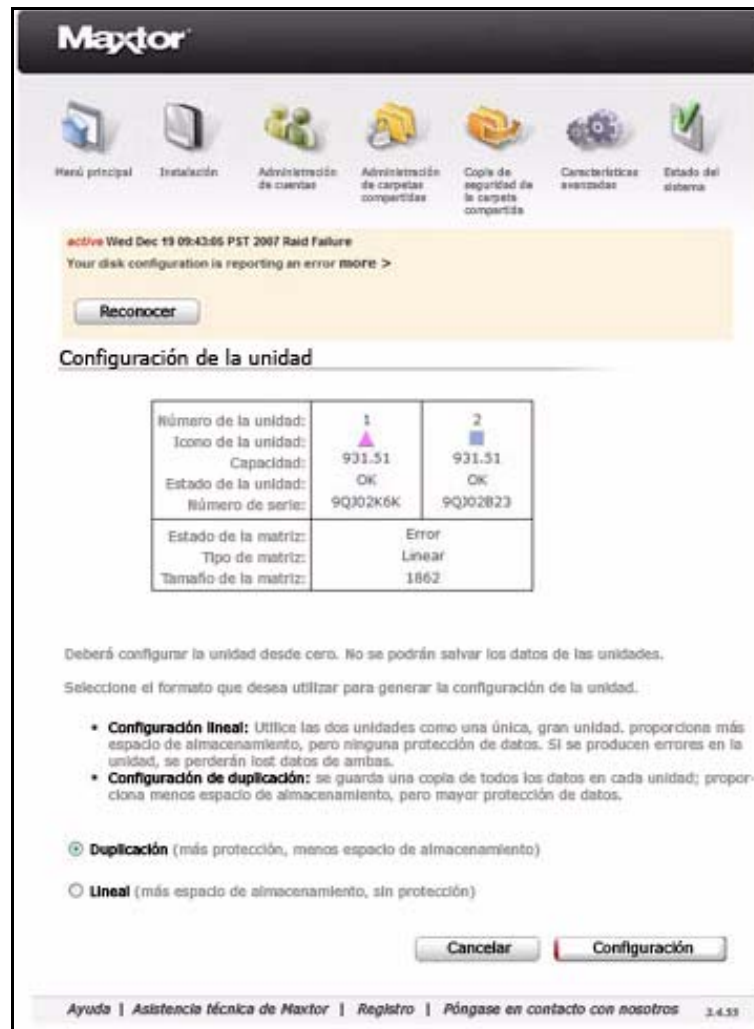 Maxtor
Menú principal
Instalación
Administración de cuentas
Administración de carpetas compartidas
Copia de seguridad de la carpeta compartida
Características avanzadas
Estado del sistema
active Wed Dec 19 09:43:05 PST 2007 Raid Failure
Your disk configuration is reporting an error more >
Reconocer
Configuración de la unidad
Número de la unidad: 1 2
Icono de la unidad:
Capacidad: 931.51 931.51
Estado de la unidad: OK OK
Número de serie: 9QJ02K6K 9QJ02B23
Estado de la matriz: Error
Tipo de matriz: Linear
Tamaño de la matriz: 1862
Deberá configurar la unidad desde cero. No se podrán salvar los datos de las unidades.
Seleccione el formato que desea utilizar para generar la configuración de la unidad.
• Configuración lineal: Utilice las dos unidades como una única, gran unidad. proporciona más
espacio de almacenamiento, pero ninguna protección de datos. Si se producen errores en la
unidad, se perderán lost datos de ambas.
• Configuración de duplicación: se guarda una copia de todos los datos en cada unidad; propor-
ciona menos espacio de almacenamiento, pero mayor protección de datos.
Duplicación (más protección, menos espacio de almacenamiento)
Lineal (más espacio de almacenamiento, sin protección)
Cancelar
Configuración
Ayuda | Asistencia técnica de Maxtor | Registro | Póngase en contacto con nosotros 3.4.53